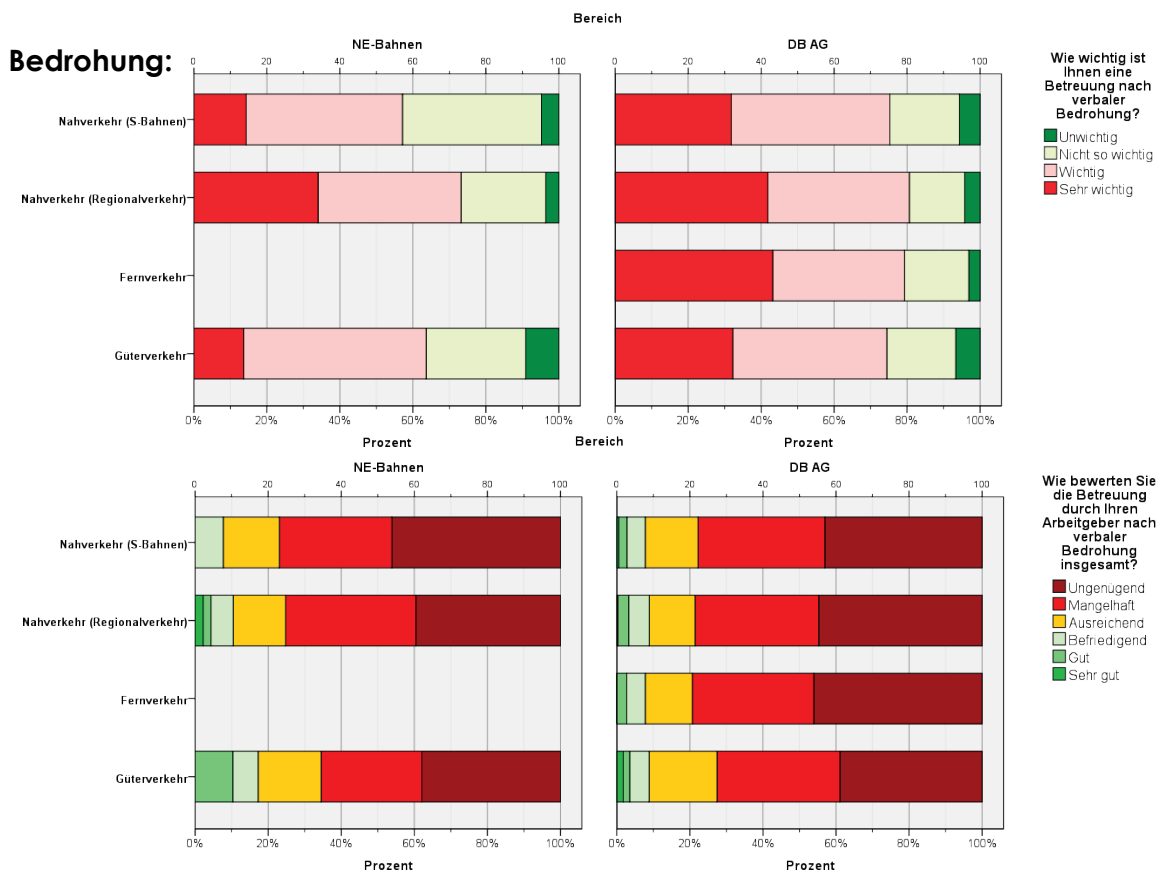 Bedrohung:
Bereich
NE-Bahnen
DB AG
0 20 40 60 80 100
0 20 40 60 80 100
Nahverkehr (S-Bahnen)
Nahverkehr (Regionalverkehr)
Fernverkehr
Güterverkehr
0% 20% 40% 60% 80% 100%
0% 20% 40% 60% 80% 100%
Prozent
Prozent
Wie wichtig ist
Ihnen eine
Betreuung nach
verbaler
Bedrohung?
Unwichtig
Nicht so wichtig
Wichtig
Sehr wichtig
Bereich
NE-Bahnen
DB AG
0 20 40 60 80 100
0 20 40 60 80 100
Nahverkehr (S-Bahnen)
Nahverkehr (Regionalverkehr)
Fernverkehr
Güterverkehr
0% 20% 40% 60% 80% 100%
0% 20% 40% 60% 80% 100%
Prozent
Prozent
Wie bewerten Sie
die Betreuung
durch Ihren
Arbeitgeber nach
verbaler
Bedrohung
insgesamt?
Ungenügend
Mangelhaft
Ausreichend
Befriedigend
Gut
Sehr gut